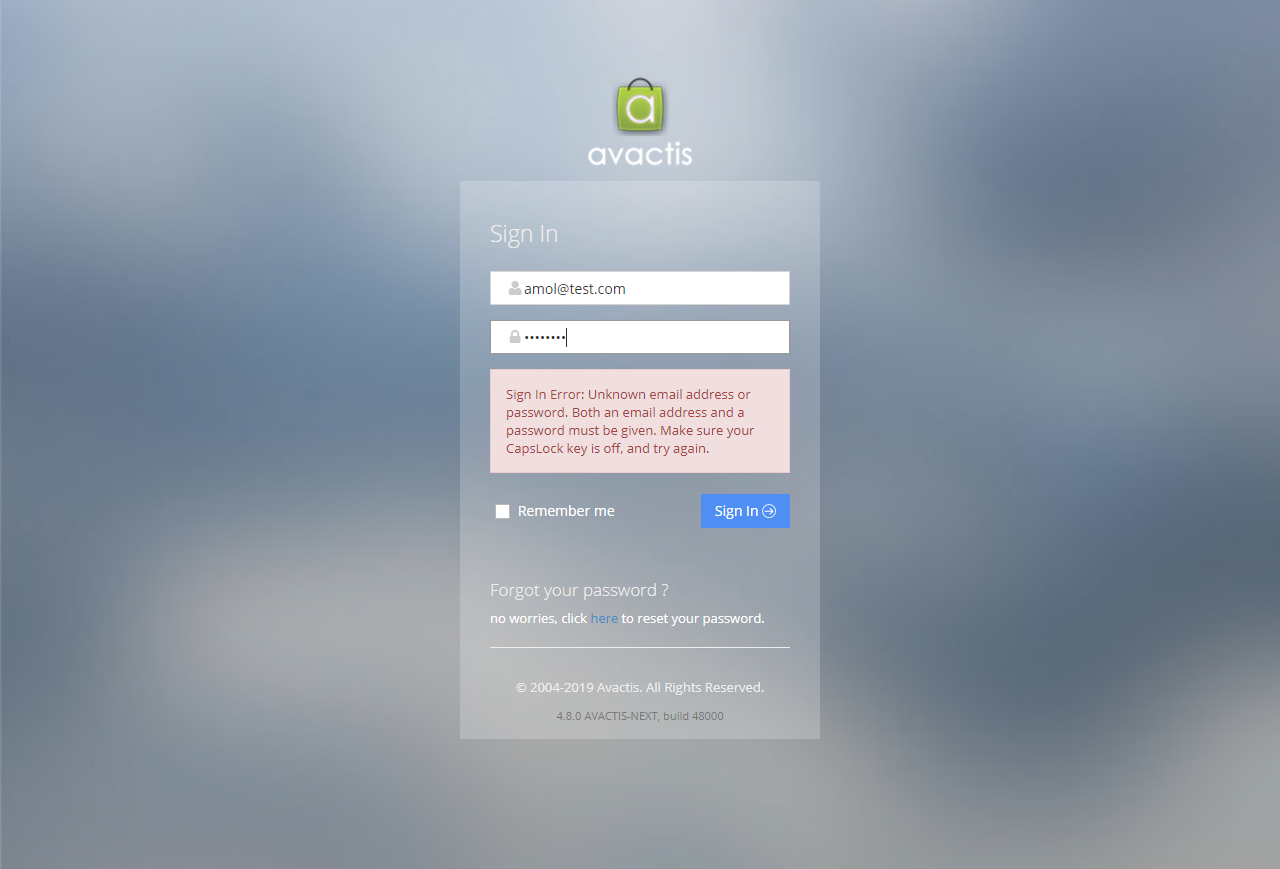 a
avactis
Sign In
amol@test.com
••••••••
Sign In Error: Unknown email address or
password. Both an email address and a
password must be given. Make sure your
CapsLock key is off, and try again.
Remember me
Sign In
Forgot your password ?
no worries, click here to reset your password.
© 2004-2019 Avactis. All Rights Reserved.
4.8.0 AVACTIS-NEXT, build 48000